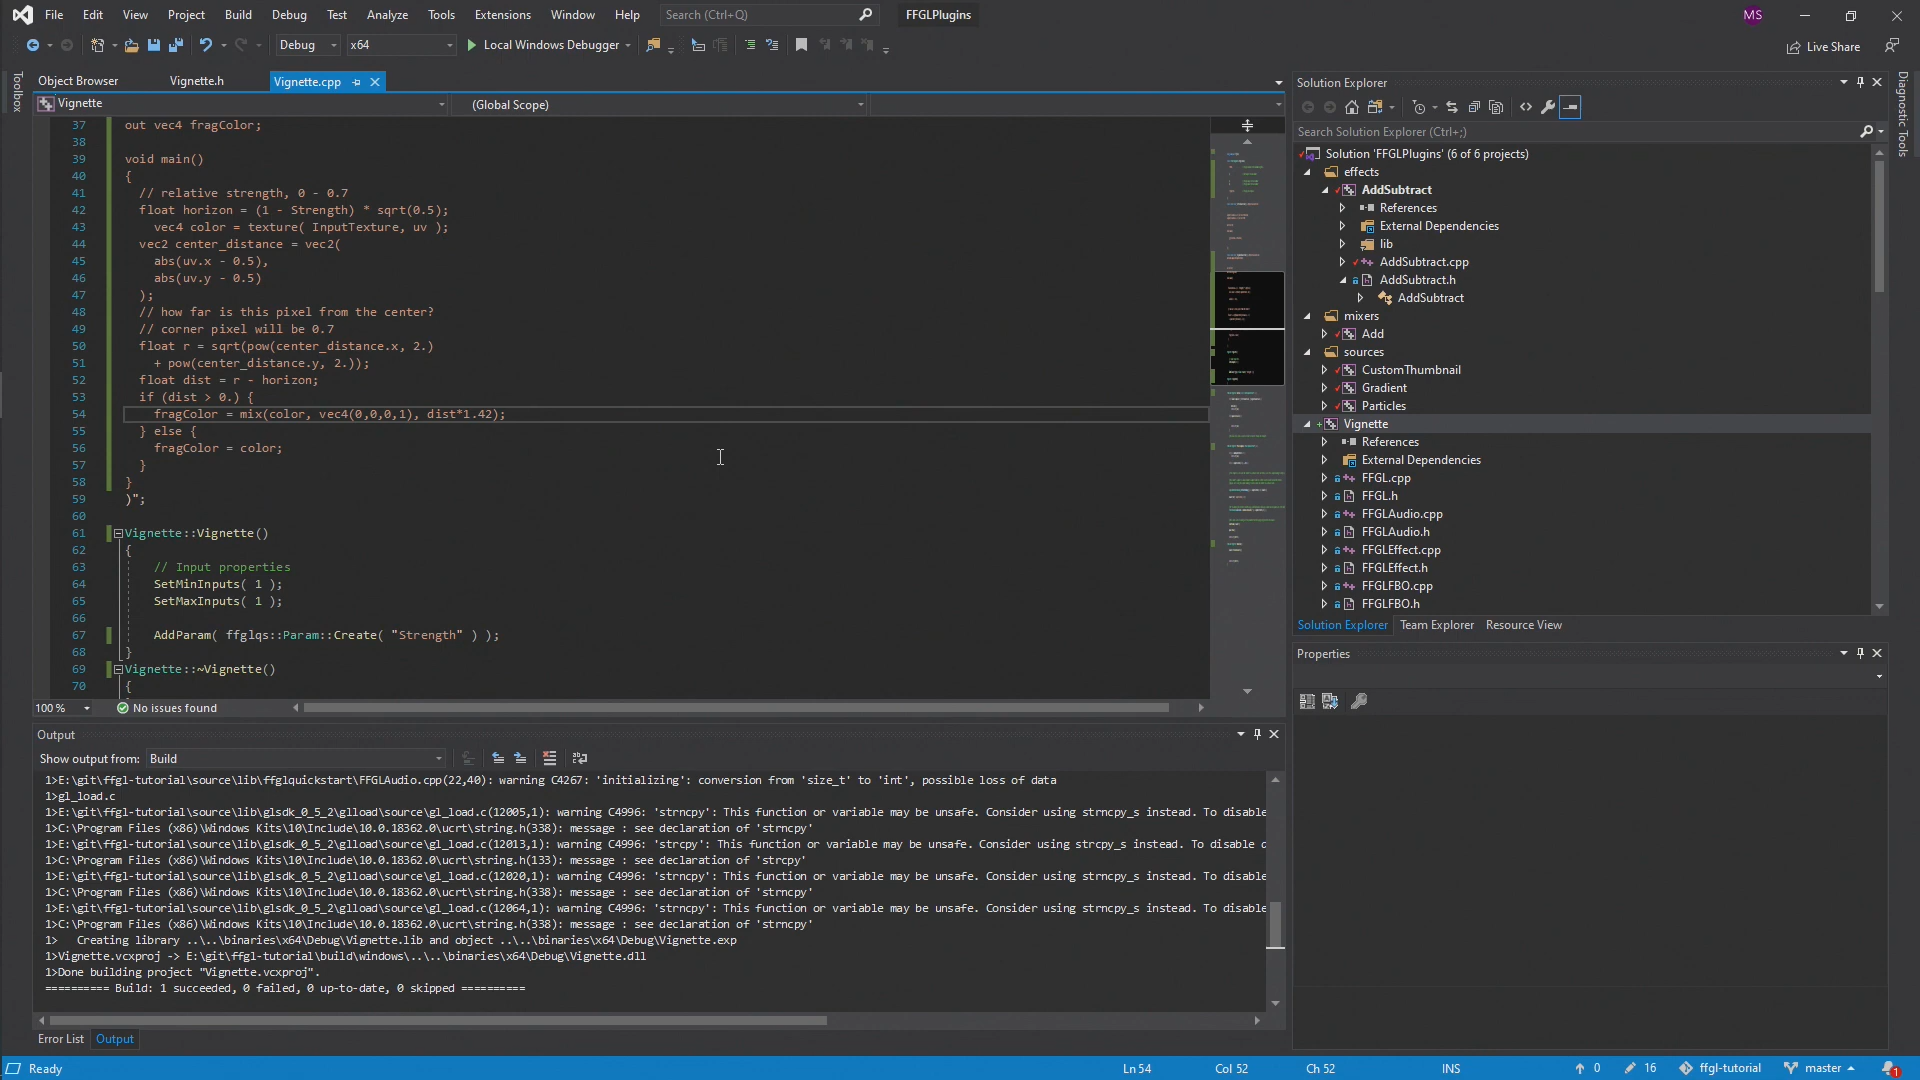 File Edit View Project Build Debug Test Analyze Tools Extensions Window Help Search (Ctrl+Q) FFGLPlugins MS
Debug x64 Local Windows Debugger Live Share
Toolbox
Object Browser Vignette.h Vignette.cpp
Vignette (Global Scope)
37 out vec4 fragColor;
38
39 void main()
40 {
41 // relative strength, 0 - 0.7
42 float horizon = (1 - Strength) * sqrt(0.5);
43 vec4 color = texture( InputTexture, uv );
44 vec2 center_distance = vec2(
45 abs(uv.x - 0.5),
46 abs(uv.y - 0.5)
47 );
48 // how far is this pixel from the center?
49 // corner pixel will be 0.7
50 float r = sqrt(pow(center_distance.x, 2.)
51 + pow(center_distance.y, 2.));
52 float dist = r - horizon;
53 if (dist > 0.) {
54 fragColor = mix(color, vec4(0,0,0,1), dist*1.42);
55 } else {
56 fragColor = color;
57 }
58 }
59 )";
60
61 Vignette::Vignette()
62 {
63 // Input properties
64 SetMinInputs( 1 );
65 SetMaxInputs( 1 );
66
67 AddParam( ffglqs::Param::Create( "Strength" ) );
68 }
69 Vignette::~Vignette()
70 {
100 % No issues found
Output
Show output from: Build
1>E:\git\ffgl-tutorial\source\lib\ffglquickstart\FFGLAudio.cpp(22,40): warning C4267: 'initializing': conversion from 'size_t' to 'int', possible loss of data
1>gl_load.c
1>E:\git\ffgl-tutorial\source\lib\glsdk_0_5_2\glload\source\gl_load.c(12005,1): warning C4996: 'strncpy': This function or variable may be unsafe. Consider using strncpy_s instead. To disable
1>C:\Program Files (x86)\Windows Kits\10\Include\10.0.18362.0\ucrt\string.h(338): message : see declaration of 'strncpy'
1>E:\git\ffgl-tutorial\source\lib\glsdk_0_5_2\glload\source\gl_load.c(12013,1): warning C4996: 'strcpy': This function or variable may be unsafe. Consider using strcpy_s instead. To disable
1>C:\Program Files (x86)\Windows Kits\10\Include\10.0.18362.0\ucrt\string.h(133): message : see declaration of 'strcpy'
1>E:\git\ffgl-tutorial\source\lib\glsdk_0_5_2\glload\source\gl_load.c(12020,1): warning C4996: 'strncpy': This function or variable may be unsafe. Consider using strncpy_s instead. To disable
1>C:\Program Files (x86)\Windows Kits\10\Include\10.0.18362.0\ucrt\string.h(338): message : see declaration of 'strncpy'
1>E:\git\ffgl-tutorial\source\lib\glsdk_0_5_2\glload\source\gl_load.c(12064,1): warning C4996: 'strncpy': This function or variable may be unsafe. Consider using strncpy_s instead. To disable
1>C:\Program Files (x86)\Windows Kits\10\Include\10.0.18362.0\ucrt\string.h(338): message : see declaration of 'strncpy'
1> Creating library ..\..\binaries\x64\Debug\Vignette.lib and object ..\..\binaries\x64\Debug\Vignette.exp
1>Vignette.vcxproj -> E:\git\ffgl-tutorial\build\windows\..\..\binaries\x64\Debug\Vignette.dll
1>Done building project "Vignette.vcxproj".
========== Build: 1 succeeded, 0 failed, 0 up-to-date, 0 skipped ==========
Error List Output
Solution Explorer
Search Solution Explorer (Ctrl+;)
Solution 'FFGLPlugins' (6 of 6 projects)
effects
AddSubtract
References
External Dependencies
lib
AddSubtract.cpp
AddSubtract.h
AddSubtract
mixers
Add
sources
CustomThumbnail
Gradient
Particles
Vignette
References
External Dependencies
FFGL.cpp
FFGL.h
FFGLAudio.cpp
FFGLAudio.h
FFGLEffect.cpp
FFGLEffect.h
FFGLFBO.cpp
FFGLFBO.h
Solution Explorer Team Explorer Resource View
Properties
Diagnostic Tools
Ready Ln 54 Col 52 Ch 52 INS 0 16 ffgl-tutorial master 1